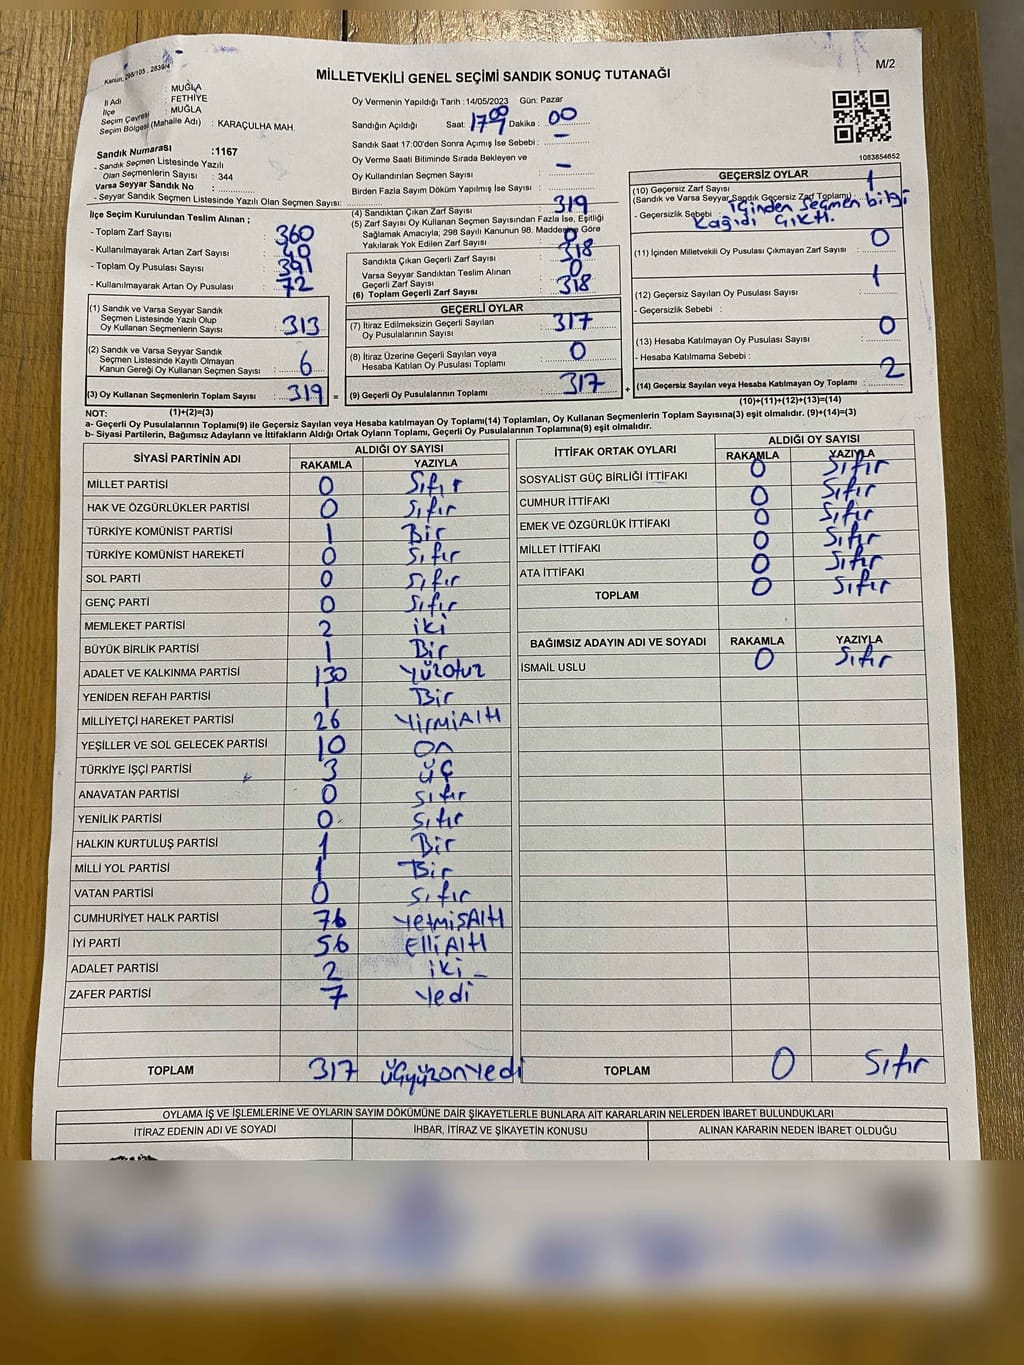 Kanun, 298/105 , 2839/4
M/2
MİLLETVEKİLİ GENEL SEÇİMİ SANDIK SONUÇ TUTANAĞI
İl Adı : MUĞLA
İlçe : FETHİYE
Seçim Çevresi : MUĞLA
Seçim Bölgesi (Mahalle Adı) : KARAÇULHA MAH.
Oy Vermenin Yapıldığı Tarih : 14/05/2023 Gün: Pazar
Sandığın Açıldığı Saat: 17 Dakika : 00
Sandık Saat 17:00'den Sonra Açılmış İse Sebebi : –
Oy Verme Saati Bitiminde Sırada Bekleyen ve
Oy Kullandırılan Seçmen Sayısı : –
Birden Fazla Sayım Dökümü Yapılmış İse Sayısı :
1083854652
Sandık Numarası :1167
- Sandık Seçmen Listesinde Yazılı
Olan Seçmenlerin Sayısı : 344
Varsa Seyyar Sandık No :
- Seyyar Sandık Seçmen Listesinde Yazılı Olan Seçmen Sayısı:
İlçe Seçim Kurulundan Teslim Alınan ;
- Toplam Zarf Sayısı : 360
- Kullanılmayarak Artan Zarf Sayısı : 40
- Toplam Oy Pusulası Sayısı : 391
- Kullanılmayarak Artan Oy Pusulası : 72
(1) Sandık ve Varsa Seyyar Sandık
Seçmen Listesinde Yazılı Olup
Oy Kullanan Seçmenlerin Sayısı : 313
(2) Sandık ve Varsa Seyyar Sandık
Seçmen Listesinde Kayıtlı Olmayan
Kanun Gereği Oy Kullanan Seçmen Sayısı : 6
(3) Oy Kullanan Seçmenlerin Toplam Sayısı : 319 =
(4) Sandıktan Çıkan Zarf Sayısı : 319
(5) Zarf Sayısı Oy Kullanan Seçmen Sayısından Fazla İse, Eşitliği
Sağlamak Amacıyla; 298 Sayılı Kanunun 98. Maddesine Göre
Yakılarak Yok Edilen Zarf Sayısı : 0
Sandıkta Çıkan Geçerli Zarf Sayısı : 318
Varsa Seyyar Sandıktan Teslim Alınan
Geçerli Zarf Sayısı : 0
(6) Toplam Geçerli Zarf Sayısı : 318
GEÇERLİ OYLAR
(7) İtiraz Edilmeksizin Geçerli Sayılan
Oy Pusulalarının Sayısı : 317
(8) İtiraz Üzerine Geçerli Sayılan veya
Hesaba Katılan Oy Pusulası Toplamı : 0
(9) Geçerli Oy Pusulalarının Toplamı : 317 +
GEÇERSİZ OYLAR
(10) Geçersiz Zarf Sayısı : 1
(Sandık ve Varsa Seyyar Sandık Geçersiz Zarf Toplamı)
- Geçersizlik Sebebi : içinden seçmen bilgi
kağıdı çıktı.
(11) İçinden Milletvekili Oy Pusulası Çıkmayan Zarf Sayısı : 0
(12) Geçersiz Sayılan Oy Pusulası Sayısı : 1
- Geçersizlik Sebebi :
(13) Hesaba Katılmayan Oy Pusulası Sayısı : 0
- Hesaba Katılmama Sebebi :
(14) Geçersiz Sayılan veya Hesaba Katılmayan Oy Toplamı : 2
(10)+(11)+(12)+(13)=(14)
NOT: (1)+(2)=(3)
a- Geçerli Oy Pusulalarının Toplamı(9) ile Geçersiz Sayılan veya Hesaba katılmayan Oy Toplamı(14) Toplamları, Oy Kullanan Seçmenlerin Toplam Sayısına(3) eşit olmalıdır. (9)+(14)=(3)
b- Siyasi Partilerin, Bağımsız Adayların ve İttifakların Aldığı Ortak Oyların Toplamı, Geçerli Oy Pusulalarının Toplamına(9) eşit olmalıdır.
SİYASİ PARTİNİN ADI ALDIĞI OY SAYISI
RAKAMLA YAZIYLA
MİLLET PARTİSİ 0 Sıfır
HAK VE ÖZGÜRLÜKLER PARTİSİ 0 Sıfır
TÜRKİYE KOMÜNİST PARTİSİ 1 Bir
TÜRKİYE KOMÜNİST HAREKETİ 0 Sıfır
SOL PARTİ 0 Sıfır
GENÇ PARTİ 0 Sıfır
MEMLEKET PARTİSİ 2 iki
BÜYÜK BİRLİK PARTİSİ 1 Bir
ADALET VE KALKINMA PARTİSİ 130 Yüzotuz
YENİDEN REFAH PARTİSİ 1 Bir
MİLLİYETÇİ HAREKET PARTİSİ 26 YirmiAltı
YEŞİLLER VE SOL GELECEK PARTİSİ 10 On
TÜRKİYE İŞÇİ PARTİSİ 3 üç
ANAVATAN PARTİSİ 0 Sıfır
YENİLİK PARTİSİ 0 Sıfır
HALKIN KURTULUŞ PARTİSİ 1 Bir
MİLLİ YOL PARTİSİ 1 Bir
VATAN PARTİSİ 0 Sıfır
CUMHURİYET HALK PARTİSİ 76 YetmişAltı
İYİ PARTİ 56 ElliAltı
ADALET PARTİSİ 2 iki
ZAFER PARTİSİ 7 Yedi
TOPLAM 317 üçyüzonyedi
İTTİFAK ORTAK OYLARI ALDIĞI OY SAYISI
RAKAMLA YAZIYLA
SOSYALİST GÜÇ BİRLİĞİ İTTİFAKI 0 Sıfır
CUMHUR İTTİFAKI 0 Sıfır
EMEK VE ÖZGÜRLÜK İTTİFAKI 0 Sıfır
MİLLET İTTİFAKI 0 Sıfır
ATA İTTİFAKI 0 Sıfır
TOPLAM 0 Sıfır
BAĞIMSIZ ADAYIN ADI VE SOYADI RAKAMLA YAZIYLA
İSMAİL USLU 0 Sıfır
TOPLAM 0 Sıfır
OYLAMA İŞ VE İŞLEMLERİNE VE OYLARIN SAYIM DÖKÜMÜNE DAİR ŞİKAYETLERLE BUNLARA AİT KARARLARIN NELERDEN İBARET BULUNDUKLARI
İTİRAZ EDENİN ADI VE SOYADI İHBAR, İTİRAZ VE ŞİKAYETİN KONUSU ALINAN KARARIN NEDEN İBARET OLDUĞU